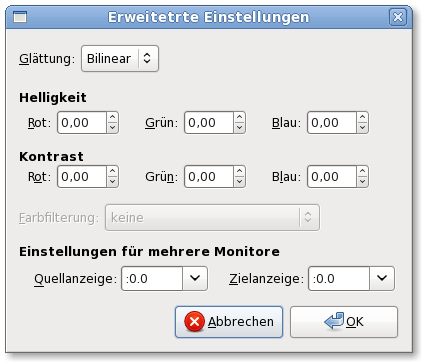 Erweitetrte Einstellungen
Glättung: Bilinear
Helligkeit
Rot: 0,00 Grün: 0,00 Blau: 0,00
Kontrast
Rot: 0,00 Grün: 0,00 Blau: 0,00
Farbfilterung: keine
Einstellungen für mehrere Monitore
Quellanzeige: :0.0 Zielanzeige: :0.0
Abbrechen OK